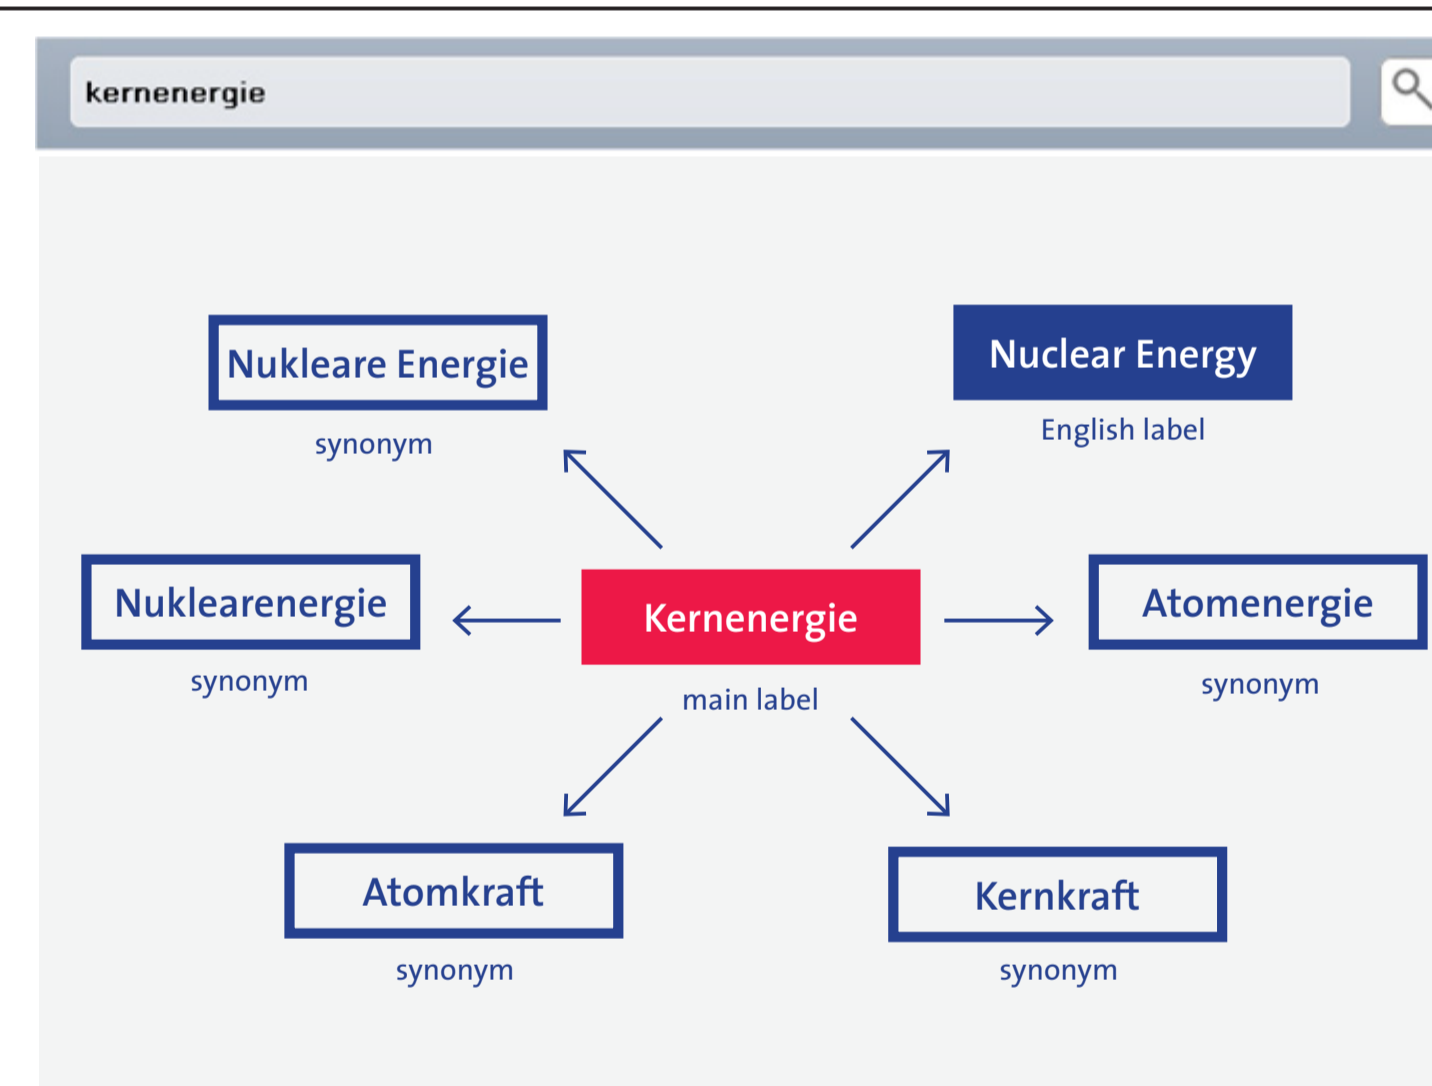 kernenergie
Nukleare Energie
synonym
Nuclear Energy
English label
Nuklearenergie
synonym
Kernenergie
main label
Atomenergie
synonym
Atomkraft
synonym
Kernkraft
synonym